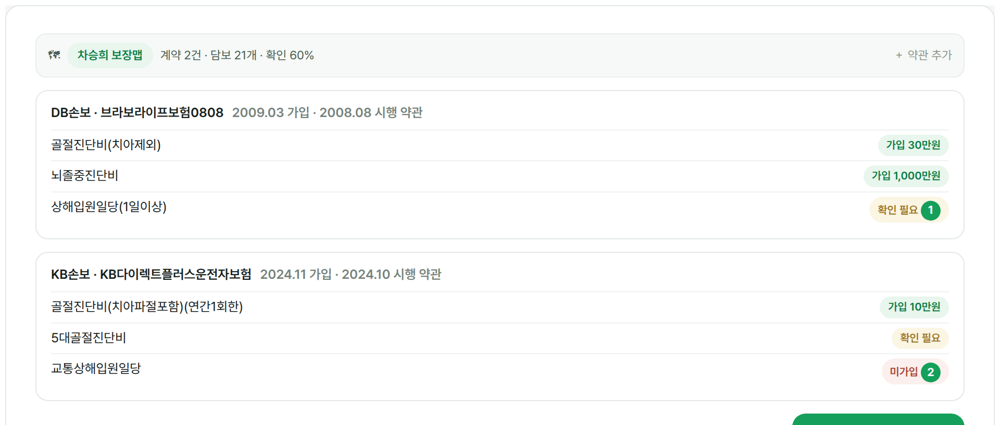 차승희 보장맵 계약 2건 · 담보 21개 · 확인 60% + 약관 추가
DB손보 · 브라보라이프보험0808 2009.03 가입 · 2008.08 시행 약관
골절진단비(치아제외) 가입 30만원
뇌졸중진단비 가입 1,000만원
상해입원일당(1일이상) 확인 필요 1
KB손보 · KB다이렉트플러스운전자보험 2024.11 가입 · 2024.10 시행 약관
골절진단비(치아파절포함)(연간1회한) 가입 10만원
5대골절진단비 확인 필요
교통상해입원일당 미가입 2